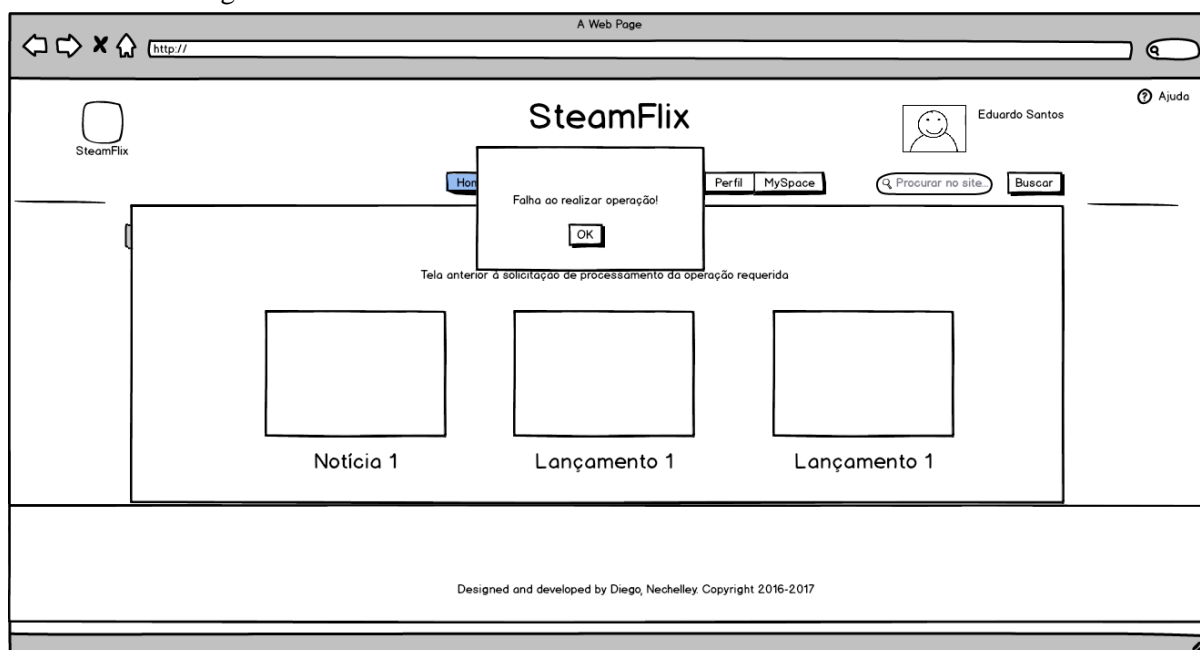 A Web Page
http://
Ajuda
SteamFlix
SteamFlix
Eduardo Santos
Perfil
MySpace
Procurar no site...
Buscar
Falha ao realizar operação!
OK
Tela anterior à solicitação de processamento da operação requerida
Notícia 1
Lançamento 1
Lançamento 1
Designed and developed by Diego, Nechelley. Copyright 2016-2017